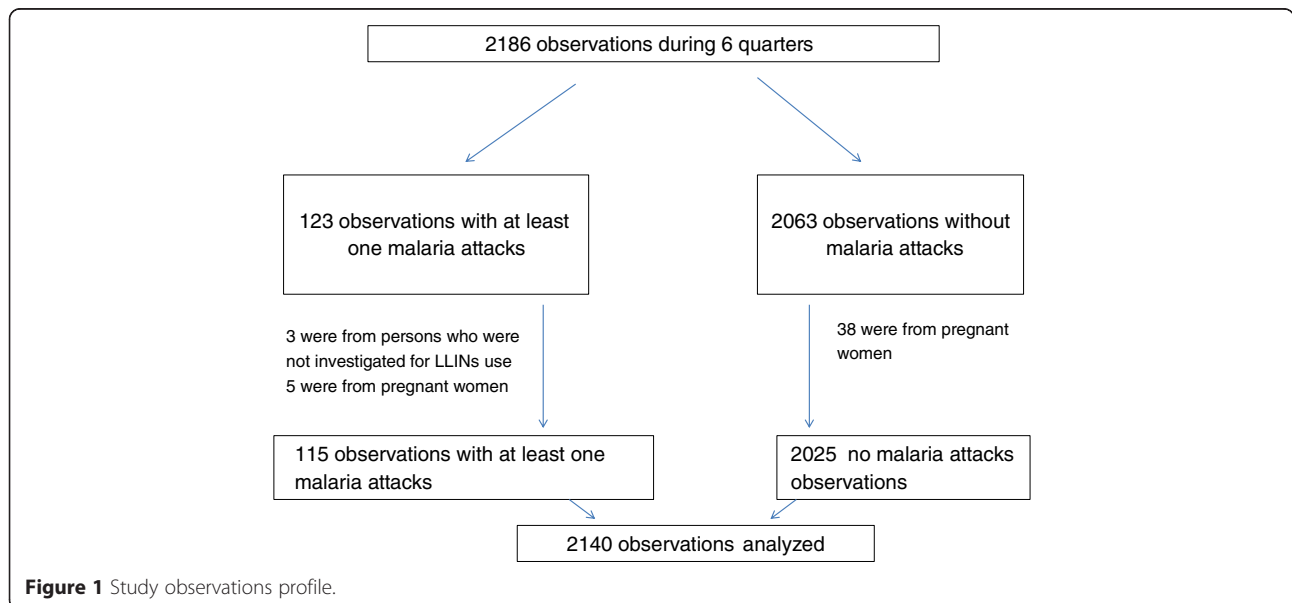 2186 observations during 6 quarters
123 observations with at least
one malaria attacks
2063 observations without
malaria attacks
3 were from persons who were
not investigated for LLINs use
5 were from pregnant women
38 were from pregnant
women
115 observations with at least one
malaria attacks
2025 no malaria attacks
observations
2140 observations analyzed
Figure 1 Study observations profile.